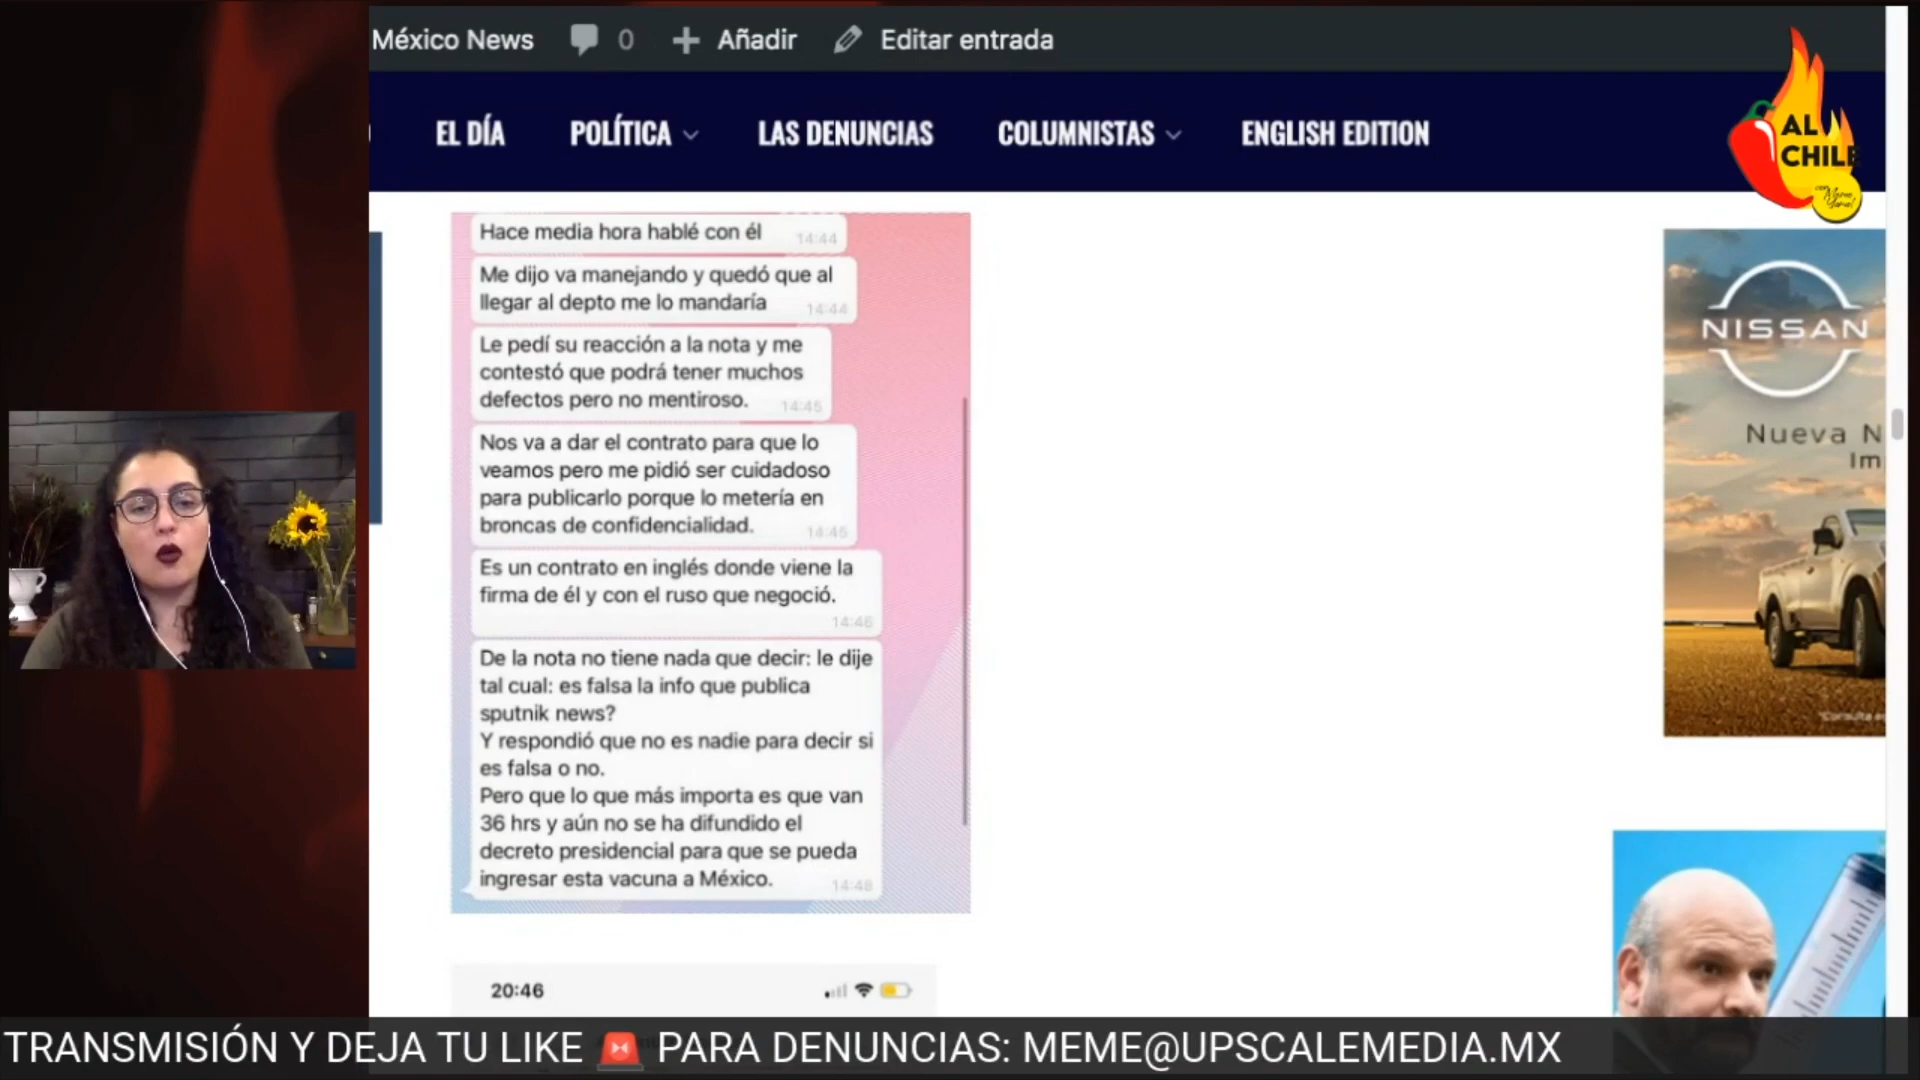 México News 0 Añadir Editar entrada
EL DÍA POLÍTICA LAS DENUNCIAS COLUMNISTAS ENGLISH EDITION
AL
CHILE
Hace media hora hablé con él 14:44
Me dijo va manejando y quedó que al
llegar al depto me lo mandaría 14:44
Le pedí su reacción a la nota y me
contestó que podrá tener muchos
defectos pero no mentiroso. 14:45
Nos va a dar el contrato para que lo
veamos pero me pidió ser cuidadoso
para publicarlo porque lo metería en
broncas de confidencialidad. 14:45
Es un contrato en inglés donde viene la
firma de él y con el ruso que negoció.
14:46
De la nota no tiene nada que decir: le dije
tal cual: es falsa la info que publica
sputnik news?
Y respondió que no es nadie para decir si
es falsa o no.
Pero que lo que más importa es que van
36 hrs y aún no se ha difundido el
decreto presidencial para que se pueda
ingresar esta vacuna a México. 14:48
NISSAN
Nueva N
Im
20:46
TRANSMISIÓN Y DEJA TU LIKE PARA DENUNCIAS: MEME@UPSCALEMEDIA.MX